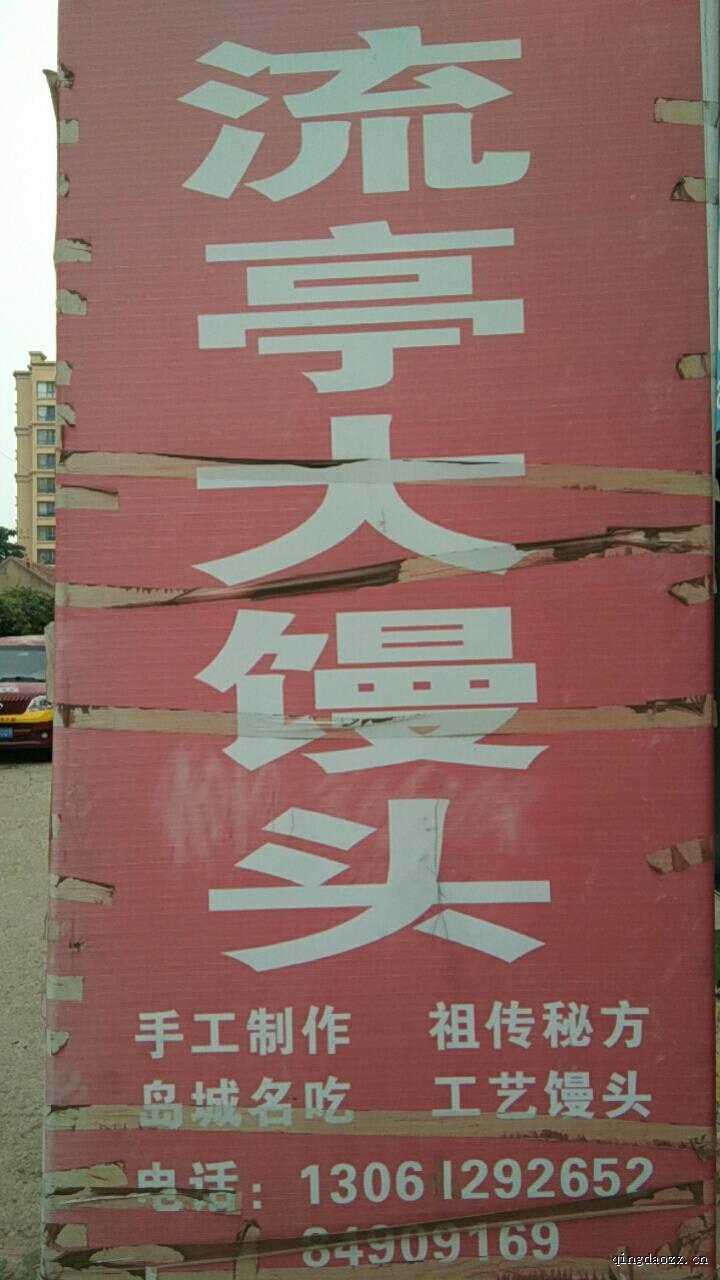 流亭大馒头
手工制作 祖传秘方
岛城名吃 工艺馒头
电话：13061292652
84909169
qingdaozx.cn